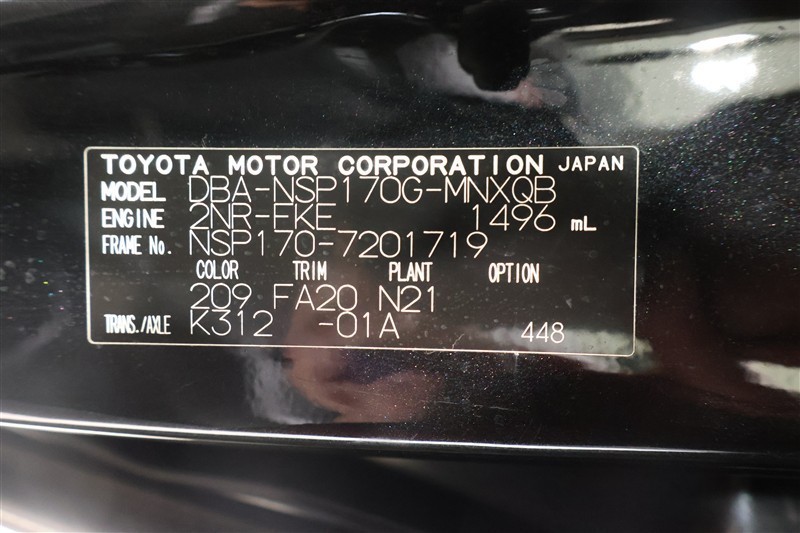 TOYOTA MOTOR CORPORATION JAPAN
MODEL DBA-NSP170G-MNXQB
ENGINE 2NR-FKE 1496 mL
FRAME No. NSP170-7201719
COLOR TRIM PLANT OPTION
209 FA20 N21
TRANS./AXLE K312 -01A 448